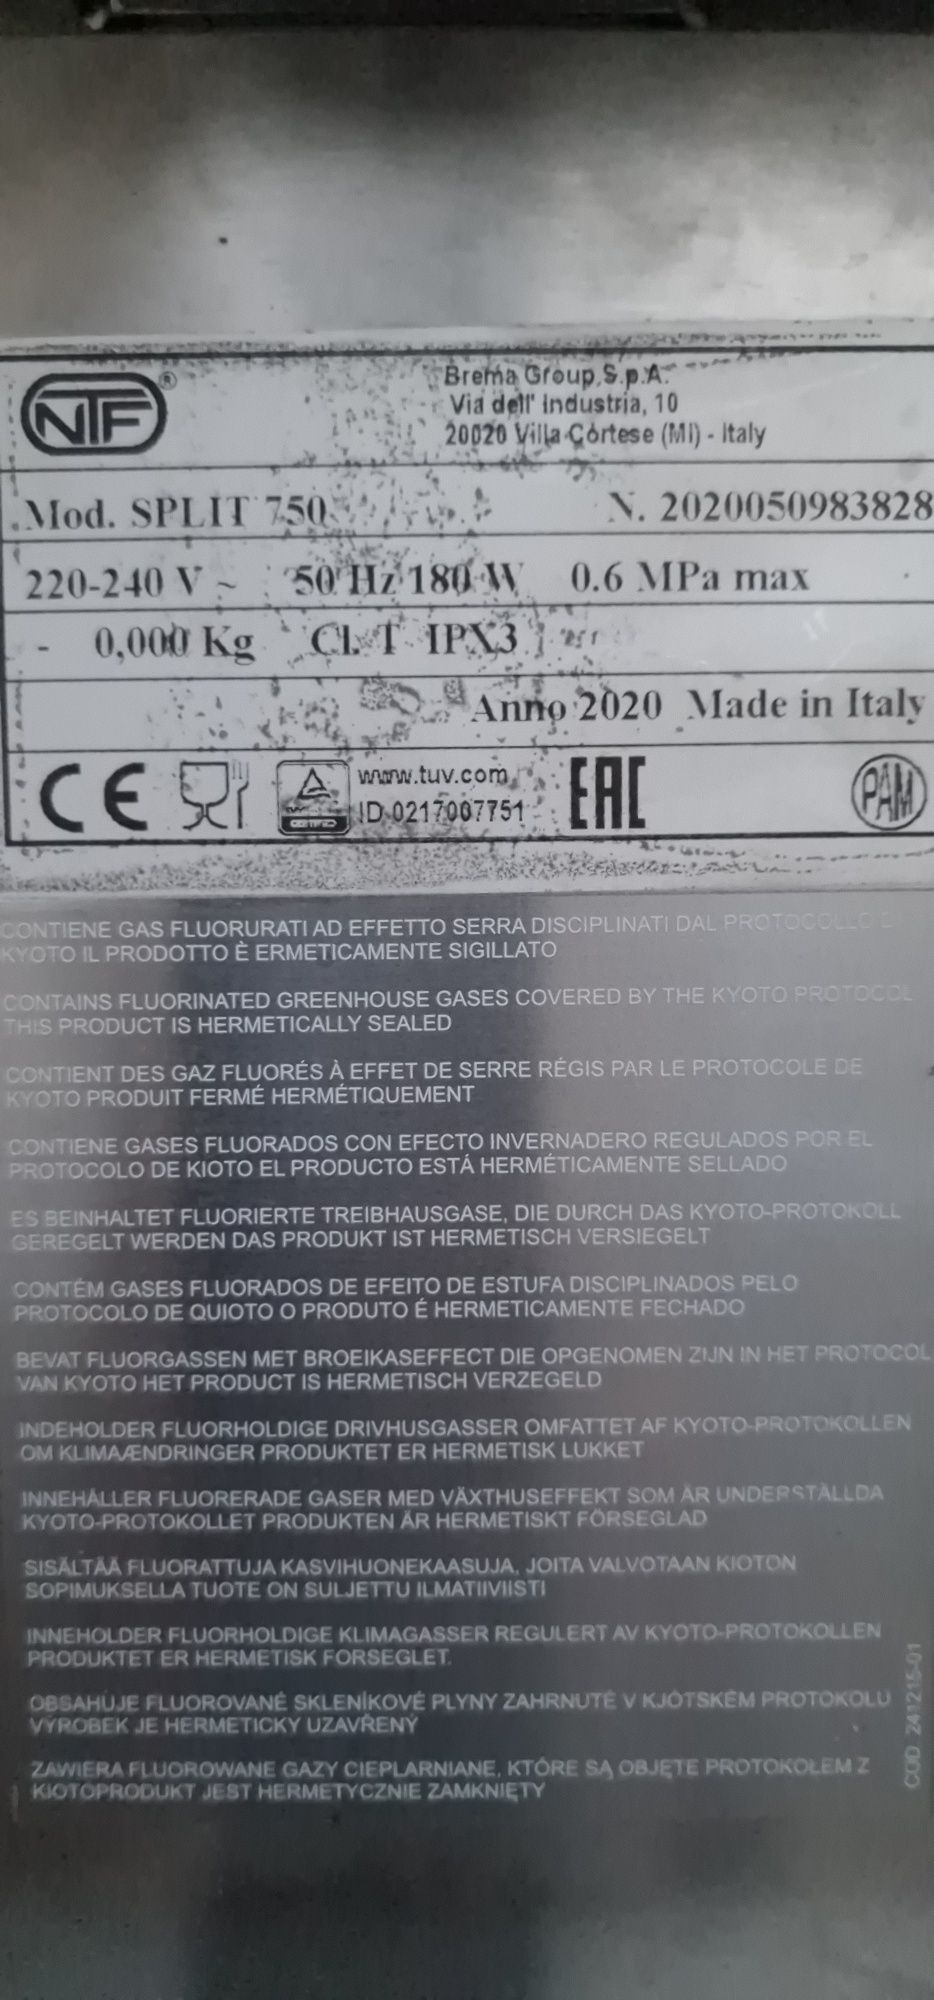 NTF ®
Brema Group S.p.A.
Via dell' Industria, 10
20020 Villa Cortese (MI) - Italy
Mod. SPLIT 750
N. 2020050983828
220-240 V ~ 50 Hz 180 W 0.6 MPa max
- 0,000 Kg CL T IPX3
Anno 2020 Made in Italy
CE
www.tuv.com
ID 0217007751
EAC
PAM
CONTIENE GAS FLUORURATI AD EFFETTO SERRA DISCIPLINATI DAL PROTOCOLLO
KYOTO IL PRODOTTO È ERMETICAMENTE SIGILLATO
CONTAINS FLUORINATED GREENHOUSE GASES COVERED BY THE KYOTO PROTOCOL
THIS PRODUCT IS HERMETICALLY SEALED
CONTIENT DES GAZ FLUORÉS À EFFET DE SERRE RÉGIS PAR LE PROTOCOLE DE
KYOTO PRODUIT FERMÉ HERMÉTIQUEMENT
CONTIENE GASES FLUORADOS CON EFECTO INVERNADERO REGULADOS POR EL
PROTOCOLO DE KIOTO EL PRODUCTO ESTÁ HERMÉTICAMENTE SELLADO
ES BEINHALTET FLUORIERTE TREIBHAUSGASE, DIE DURCH DAS KYOTO-PROTOKOLL
GEREGELT WERDEN DAS PRODUKT IST HERMETISCH VERSIEGELT
CONTÉM GASES FLUORADOS DE EFEITO DE ESTUFA DISCIPLINADOS PELO
PROTOCOLO DE QUIOTO O PRODUTO É HERMETICAMENTE FECHADO
BEVAT FLUORGASSEN MET BROEIKASEFFECT DIE OPGENOMEN ZIJN IN HET PROTOCOL
VAN KYOTO HET PRODUCT IS HERMETISCH VERZEGELD
INDEHOLDER FLUORHOLDIGE DRIVHUSGASSER OMFATTET AF KYOTO-PROTOKOLLEN
OM KLIMAÆNDRINGER PRODUKTET ER HERMETISK LUKKET
INNEHÅLLER FLUORERADE GASER MED VÄXTHUSEFFEKT SOM ÄR UNDERSTÄLLDA
KYOTO-PROTOKOLLET PRODUKTEN ÄR HERMETISKT FÖRSEGLAD
SISÄLTÄÄ FLUORATTUJA KASVIHUONEKAASUJA, JOITA VALVOTAAN KIOTON
SOPIMUKSELLA TUOTE ON SULJETTU ILMATIIVIISTI
INNEHOLDER FLUORHOLDIGE KLIMAGASSER REGULERT AV KYOTO-PROTOKOLLEN
PRODUKTET ER HERMETISK FORSEGLET.
OBSAHUJE FLUOROVANÉ SKLENÍKOVÉ PLYNY ZAHRNUTÉ V KJÓTSKÉM PROTOKOLU
VÝROBEK JE HERMETICKY UZAVŘENÝ
ZAWIERA FLUOROWANE GAZY CIEPLARNIANE, KTÓRE SĄ OBJĘTE PROTOKOŁEM Z
KIOTOPRODUKT JEST HERMETYCZNIE ZAMKNIĘTY
COD. Z41215-01